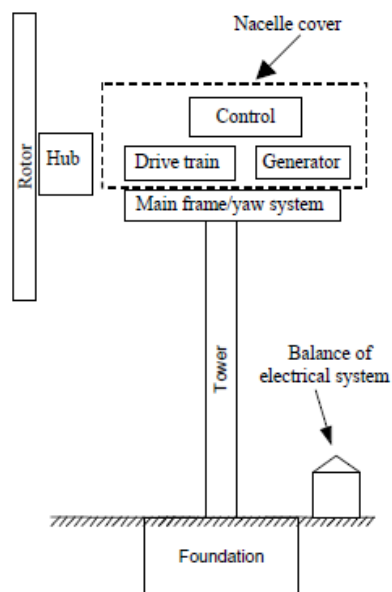 Nacelle cover
Control
Rotor
Hub
Drive train
Generator
Main frame/yaw system
Tower
Balance of
electrical system
Foundation